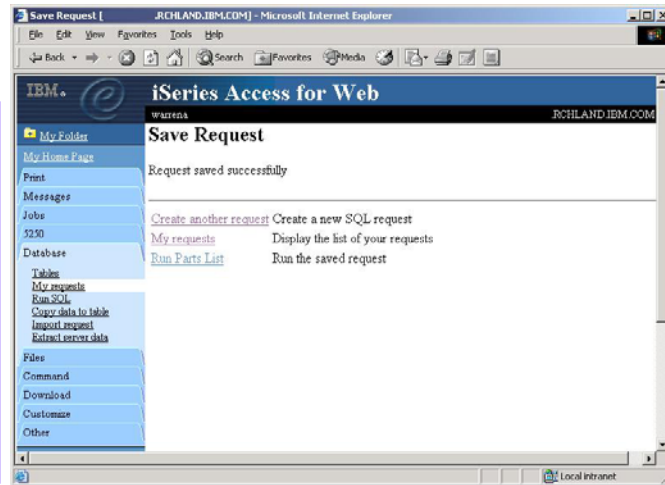 Save Request [ .RCHLAND.IBM.COM] - Microsoft Internet Explorer
File Edit View Favorites Tools Help
Back Search Favorites Media
IBM. e iSeries Access for Web
warrena .RCHLAND.IBM.COM
My Folder
My Home Page
Print
Messages
Jobs
5250
Database
Tables
My requests
Run SQL
Copy data to table
Import request
Extract server data
Files
Command
Download
Customize
Other
Save Request
Request saved successfully
Create another request Create a new SQL request
My requests Display the list of your requests
Run Parts List Run the saved request
Local intranet